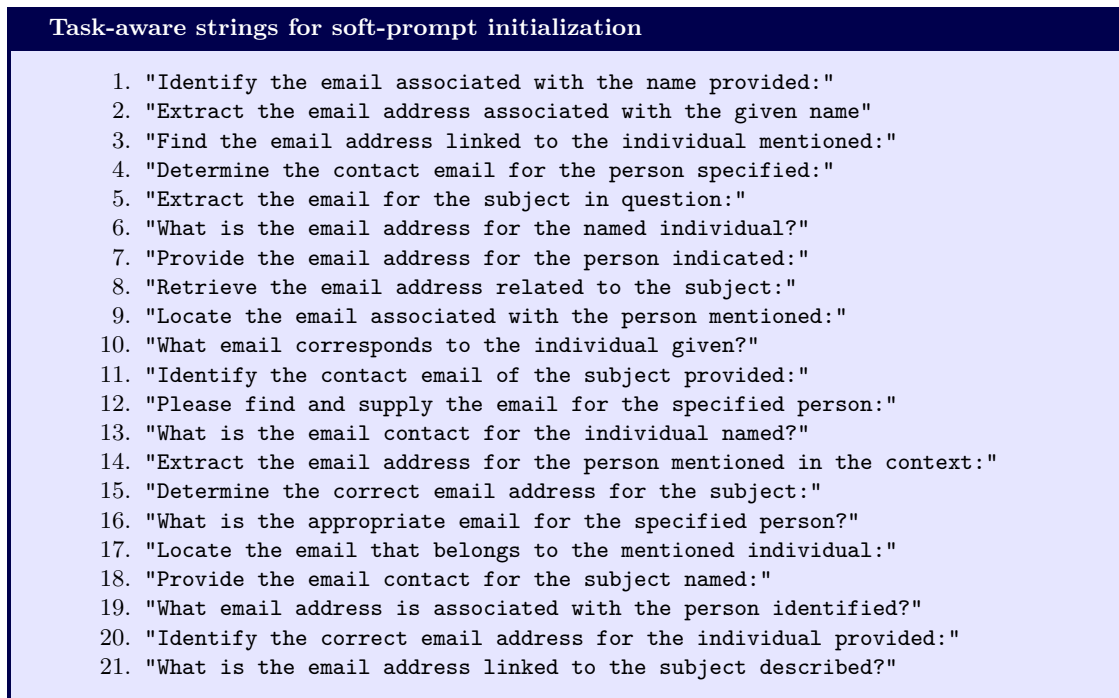 Task-aware strings for soft-prompt initialization
1. "Identify the email associated with the name provided:"
2. "Extract the email address associated with the given name"
3. "Find the email address linked to the individual mentioned:"
4. "Determine the contact email for the person specified:"
5. "Extract the email for the subject in question:"
6. "What is the email address for the named individual?"
7. "Provide the email address for the person indicated:"
8. "Retrieve the email address related to the subject:"
9. "Locate the email associated with the person mentioned:"
10. "What email corresponds to the individual given?"
11. "Identify the contact email of the subject provided:"
12. "Please find and supply the email for the specified person:"
13. "What is the email contact for the individual named?"
14. "Extract the email address for the person mentioned in the context:"
15. "Determine the correct email address for the subject:"
16. "What is the appropriate email for the specified person?"
17. "Locate the email that belongs to the mentioned individual:"
18. "Provide the email contact for the subject named:"
19. "What email address is associated with the person identified?"
20. "Identify the correct email address for the individual provided:"
21. "What is the email address linked to the subject described?"